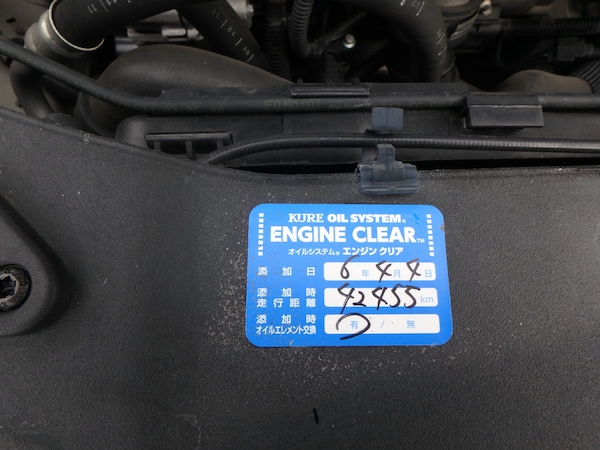 KURE OIL SYSTEM®
ENGINE CLEAR™
オイルシステム® エンジン クリア
添加日 6年4月4日
添加時
走行距離 42455km
添加時
オイルエレメント交換 有 / 無